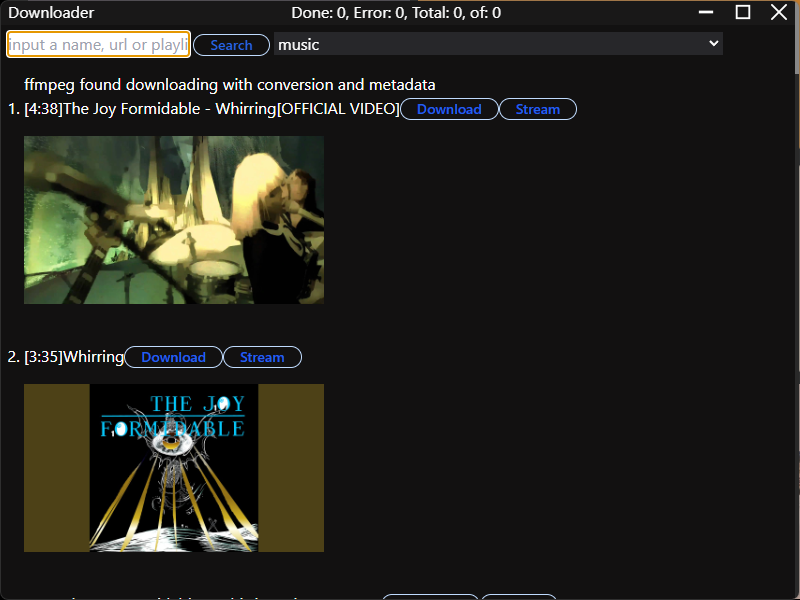 Downloader Done: 0, Error: 0, Total: 0, of: 0
input a name, url or playli Search music
ffmpeg found downloading with conversion and metadata
1. [4:38]The Joy Formidable - Whirring[OFFICIAL VIDEO] Download Stream
2. [3:35]Whirring Download Stream
THE JOY
FORMIDABLE